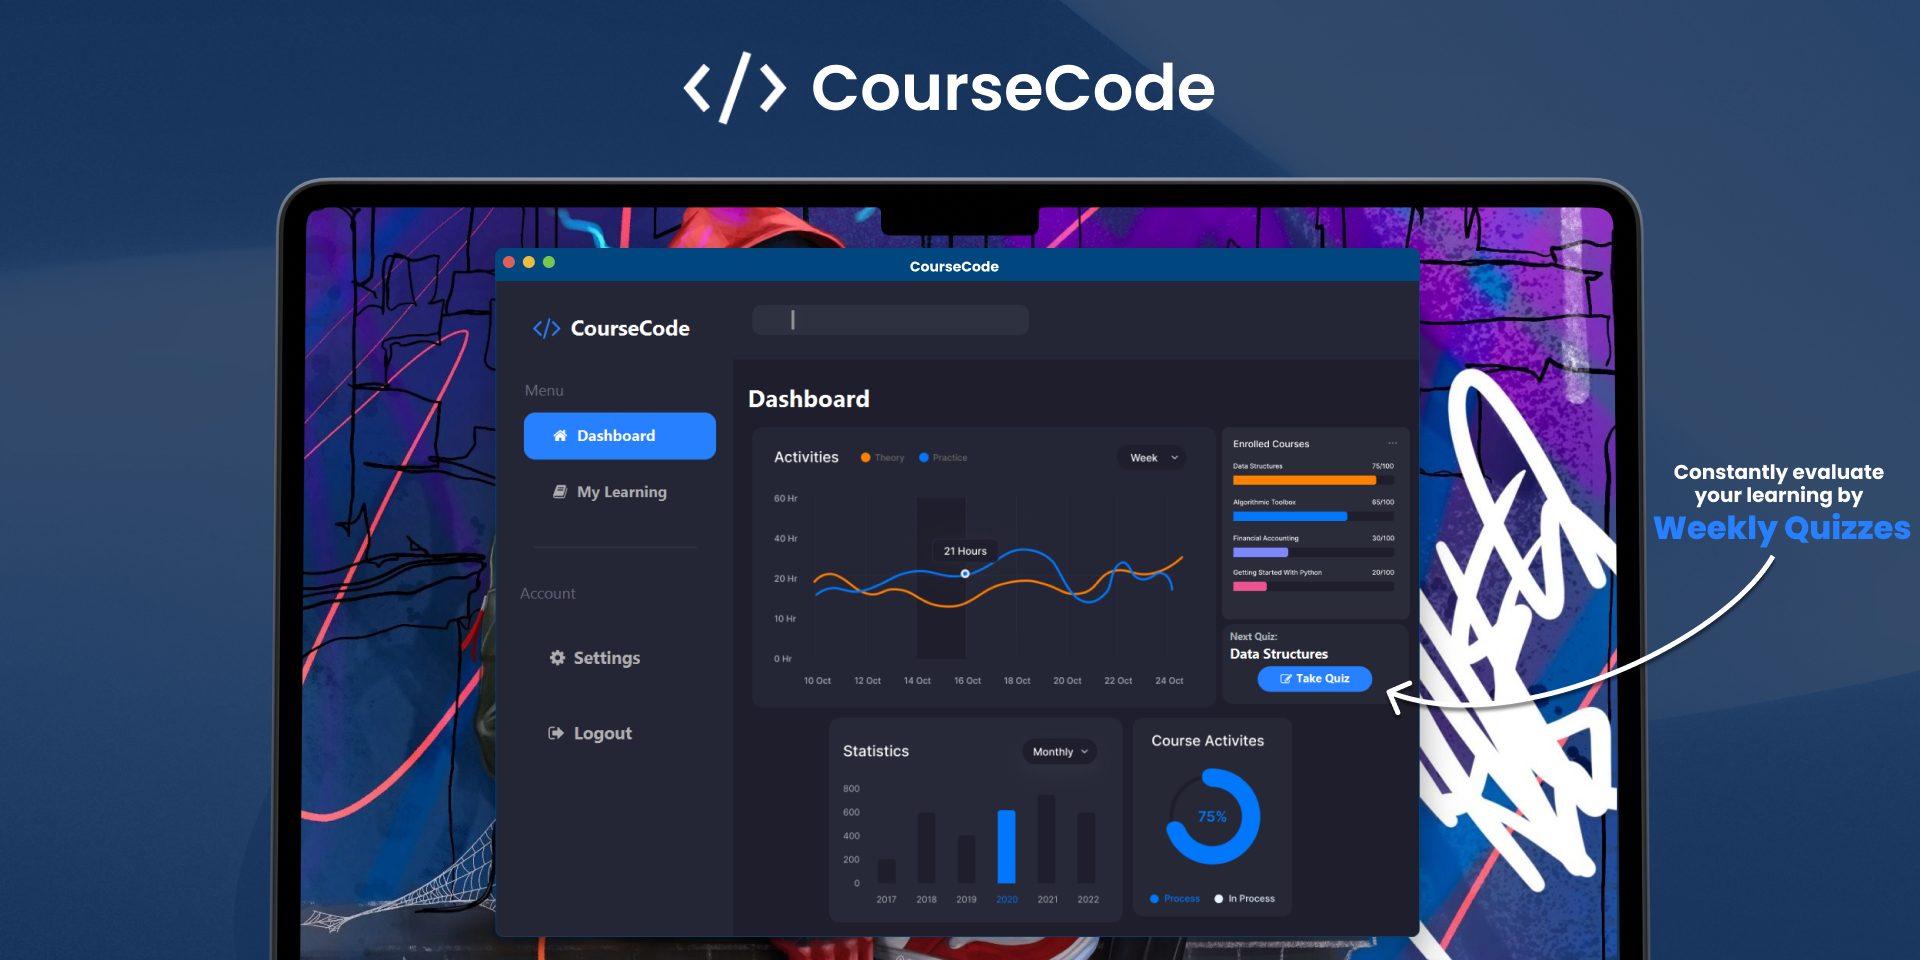 </> CourseCode
CourseCode
</> CourseCode
Menu
Dashboard
My Learning
Account
Settings
Logout
Dashboard
Activities
Theory
Practice
Week
60 Hr
40 Hr
20 Hr
10 Hr
0 Hr
21 Hours
10 Oct
12 Oct
14 Oct
16 Oct
18 Oct
20 Oct
22 Oct
24 Oct
Enrolled Courses
Data Structures 75/100
Algorithmic Toolbox 65/100
Financial Accounting 30/100
Getting Started With Python 20/100
Next Quiz:
Data Structures
Take Quiz
Statistics
Monthly
800
600
400
200
0
2017
2018
2019
2020
2021
2022
Course Activites
75%
Process
In Process
Constantly evaluate
your learning by
Weekly Quizzes